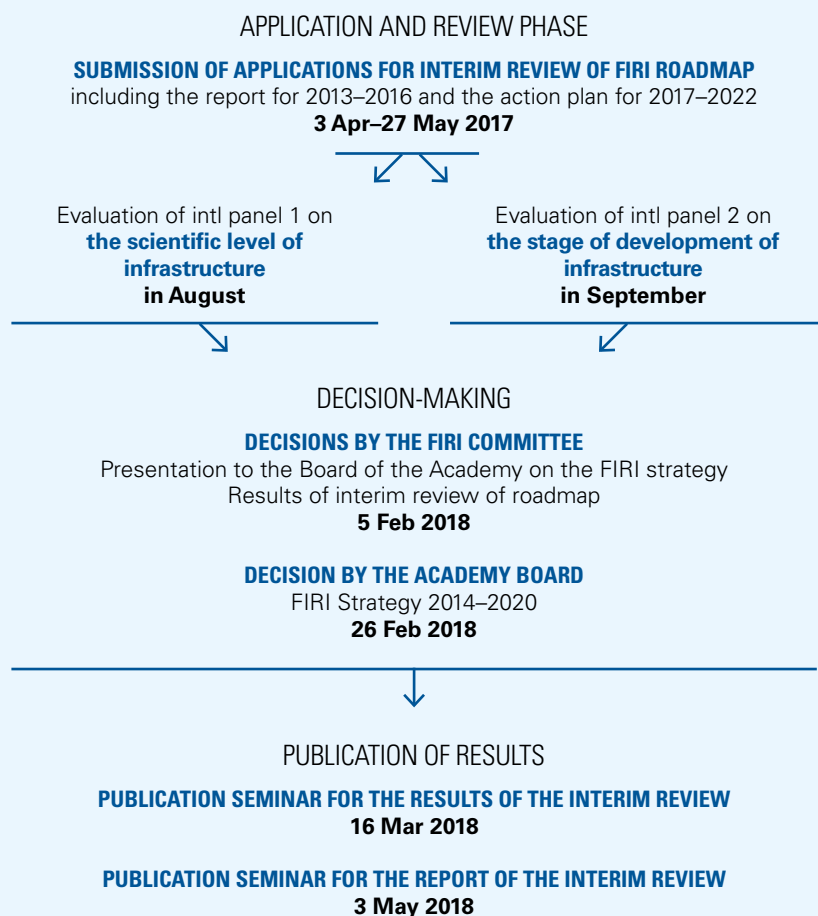 APPLICATION AND REVIEW PHASE
SUBMISSION OF APPLICATIONS FOR INTERIM REVIEW OF FIRI ROADMAP
including the report for 2013–2016 and the action plan for 2017–2022
3 Apr–27 May 2017
Evaluation of intl panel 1 on
the scientific level of
infrastructure
in August
Evaluation of intl panel 2 on
the stage of development of
infrastructure
in September
DECISION-MAKING
DECISIONS BY THE FIRI COMMITTEE
Presentation to the Board of the Academy on the FIRI strategy
Results of interim review of roadmap
5 Feb 2018
DECISION BY THE ACADEMY BOARD
FIRI Strategy 2014–2020
26 Feb 2018
PUBLICATION OF RESULTS
PUBLICATION SEMINAR FOR THE RESULTS OF THE INTERIM REVIEW
16 Mar 2018
PUBLICATION SEMINAR FOR THE REPORT OF THE INTERIM REVIEW
3 May 2018